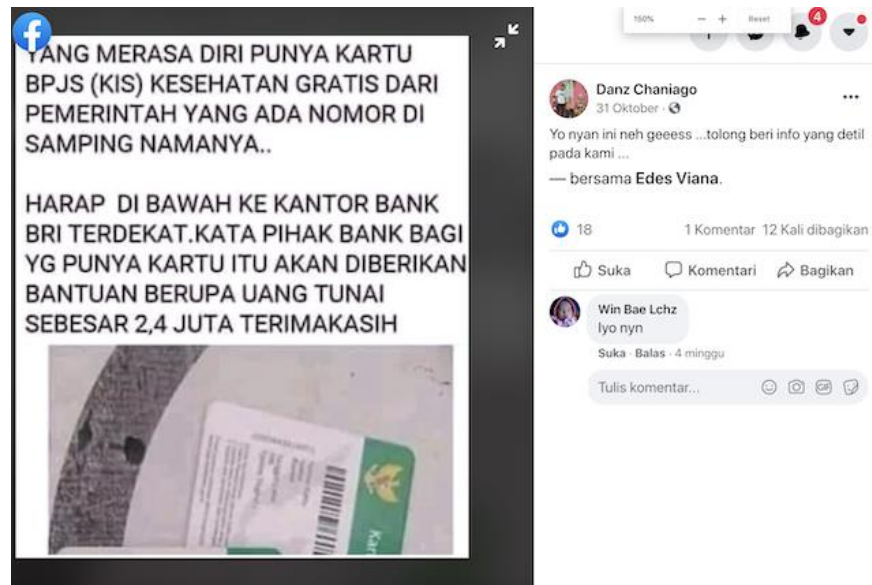 YANG MERASA DIRI PUNYA KARTU
BPJS (KIS) KESEHATAN GRATIS DARI
PEMERINTAH YANG ADA NOMOR DI
SAMPING NAMANYA..
HARAP DI BAWAH KE KANTOR BANK
BRI TERDEKAT.KATA PIHAK BANK BAGI
YG PUNYA KARTU ITU AKAN DIBERIKAN
BANTUAN BERUPA UANG TUNAI
SEBESAR 2,4 JUTA TERIMAKASIH
Kar
150% − + Reset
4
Danz Chaniago
31 Oktober ·
Yo nyan ini neh geeess ...tolong beri info yang detil
pada kami ...
— bersama Edes Viana.
18 1 Komentar 12 Kali dibagikan
Suka Komentari Bagikan
Win Bae Lchz
Iyo nyn
Suka · Balas · 4 minggu
Tulis komentar...
GIF